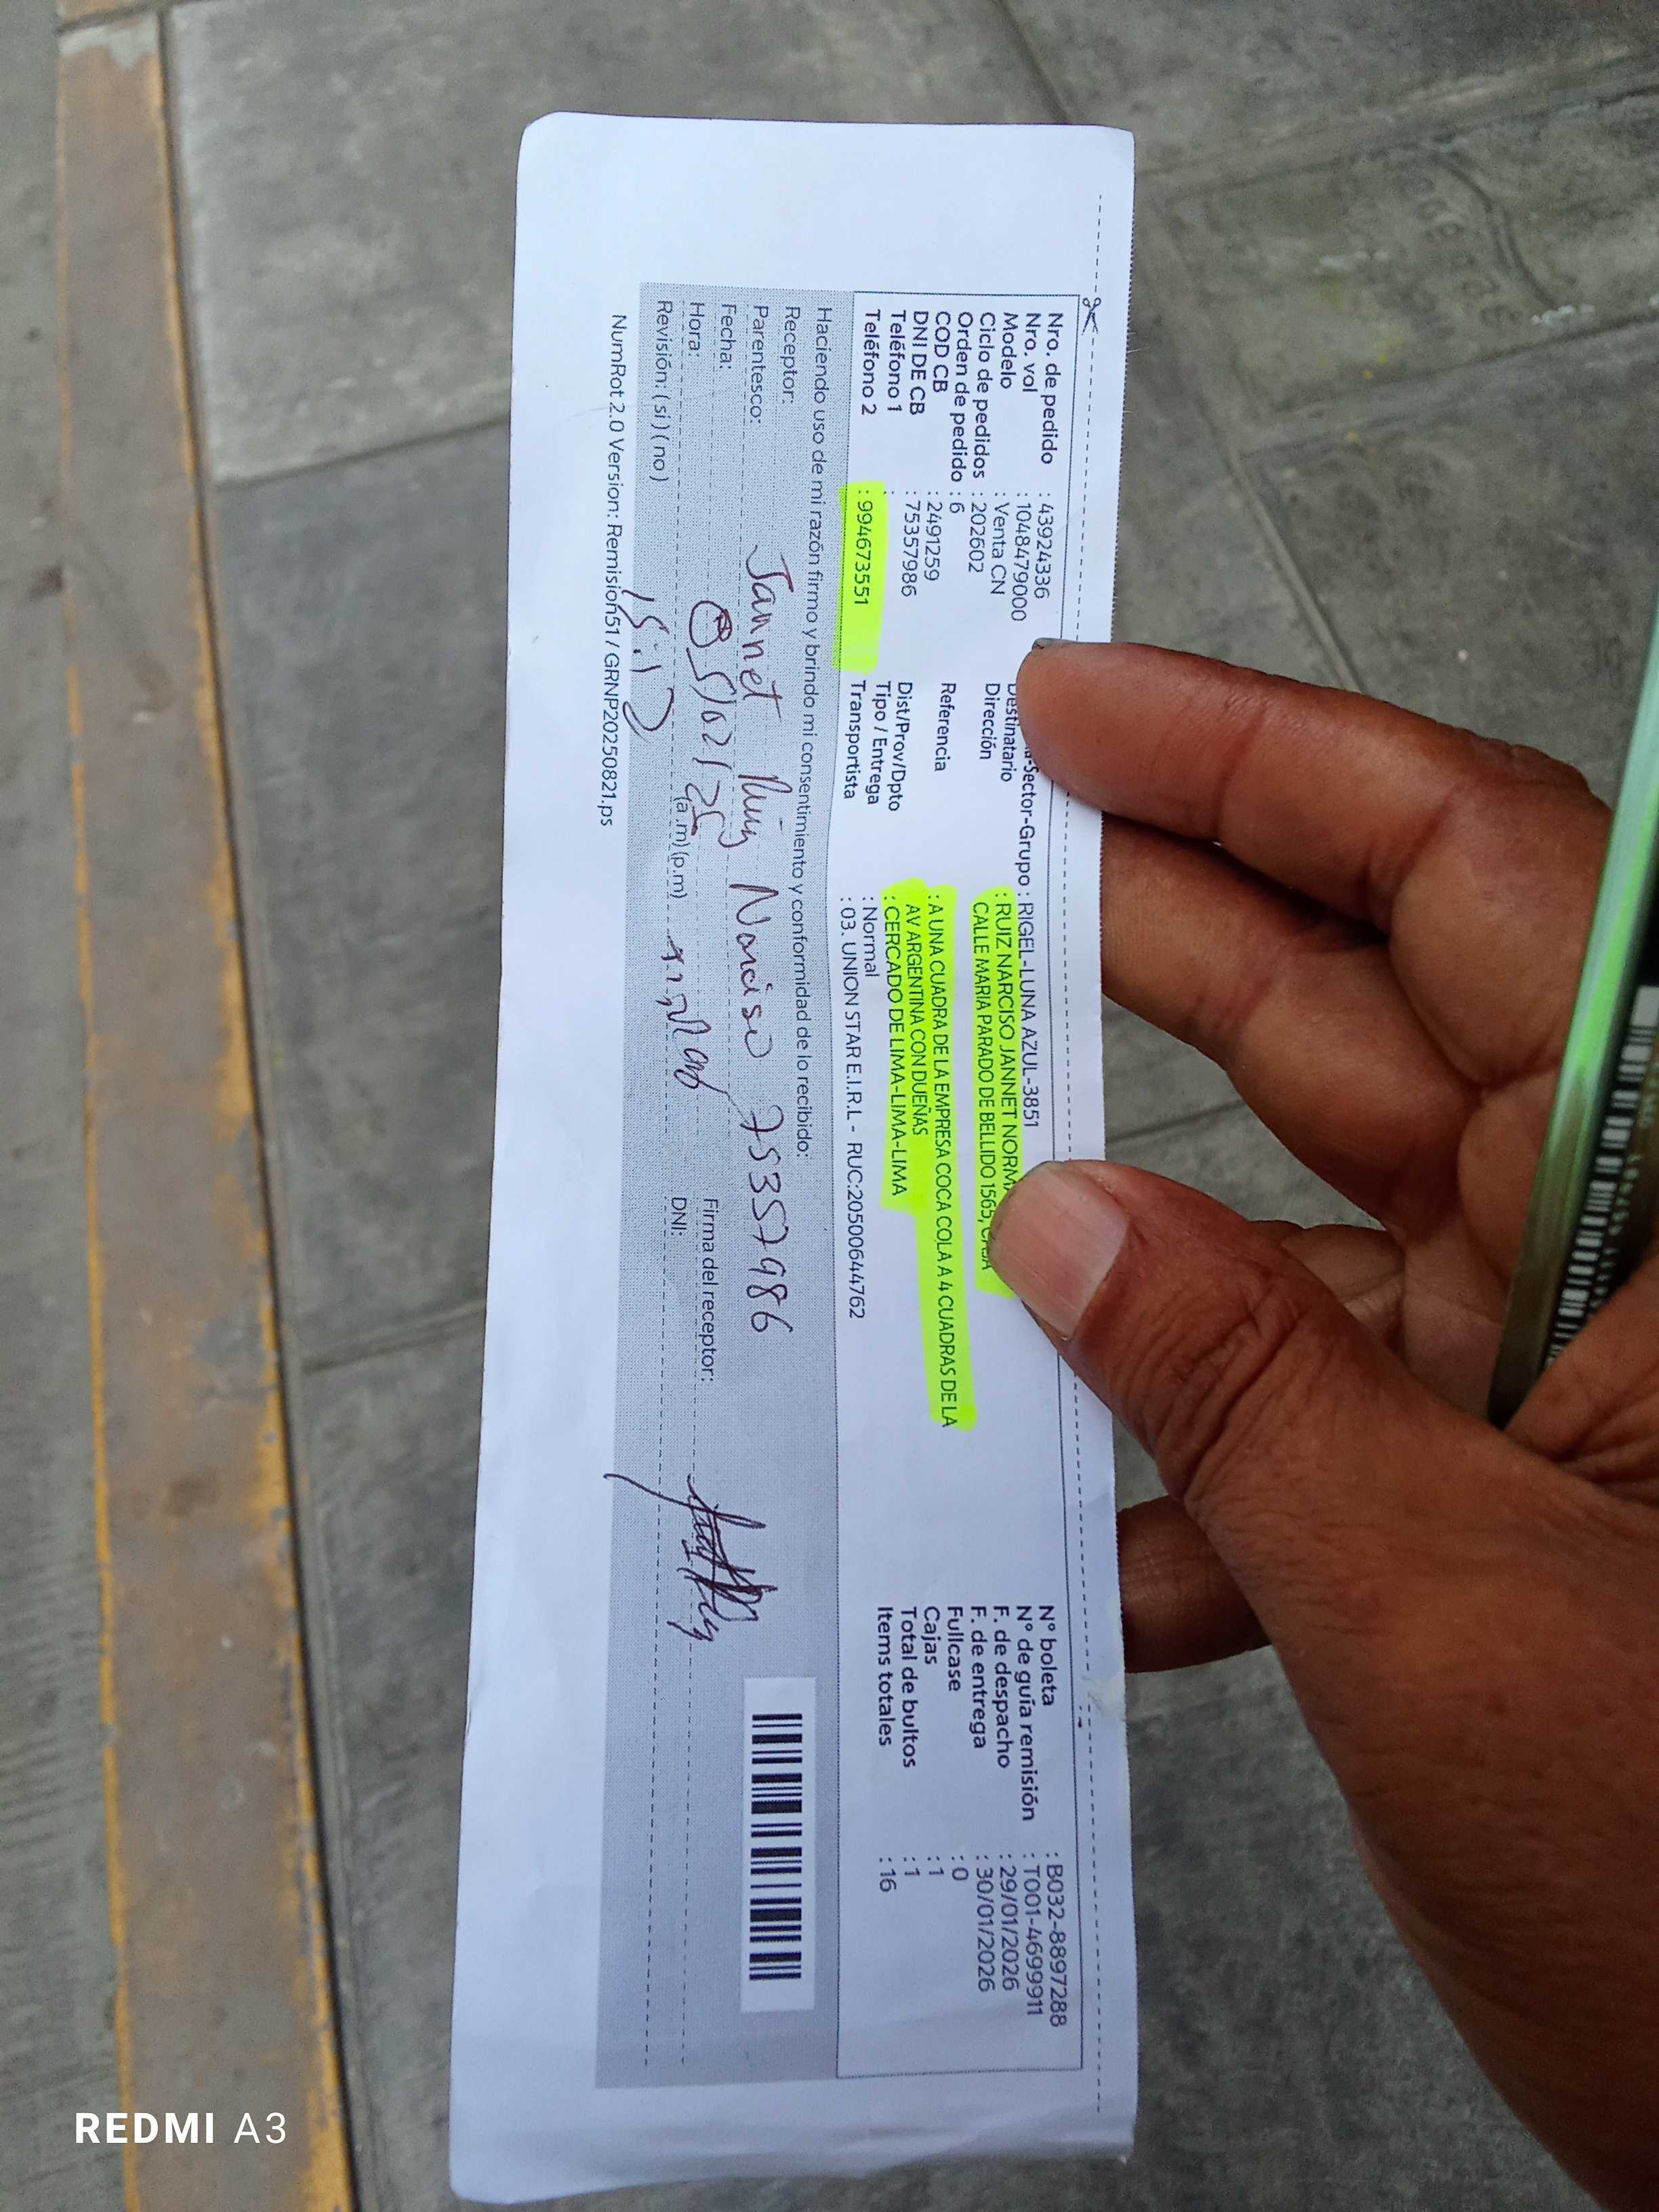 Nro. de pedido : 43924336
Nro. vol : 1048479000
Modelo : Venta CN
Ciclo de pedidos : 202602
Orden de pedido : 6
COD CB : 2491259
DNI DE CB : 75357986
Teléfono 1 :
Teléfono 2 : 994673551
-Sector-Grupo : RIGEL-LUNA AZUL-3851
Destinatario : RUIZ NARCISO JANNET NORMA
Dirección CALLE MARIA PARADO DE BELLIDO 1565, CASA
Referencia : A UNA CUADRA DE LA EMPRESA COCA COLA A 4 CUADRAS DE LA
AV ARGENTINA CON DUEÑAS
Dist/Prov/Dpto : CERCADO DE LIMA-LIMA-LIMA
Tipo / Entrega : Normal
Transportista : 03. UNION STAR E.I.R.L - RUC:20500644762
N° boleta : B032-8897288
N° de guía remisión : T001-4699911
F. de despacho : 29/01/2026
F. de entrega : 30/01/2026
Fullcase : 0
Cajas : 1
Total de bultos : 1
Items totales : 16
Haciendo uso de mi razón firmo y brindo mi consentimiento y conformidad de lo recibido:
Receptor: Jannet Ruiz Narciso 75357986
Parentesco:
Fecha: 05/02/25
Hora: (a.m) (p.m)
Revisión: (si) (no)
Firma del receptor:
DNI:
NumRot 2.0 Version: Remision51 / GRNP20250821.ps
REDMI A3